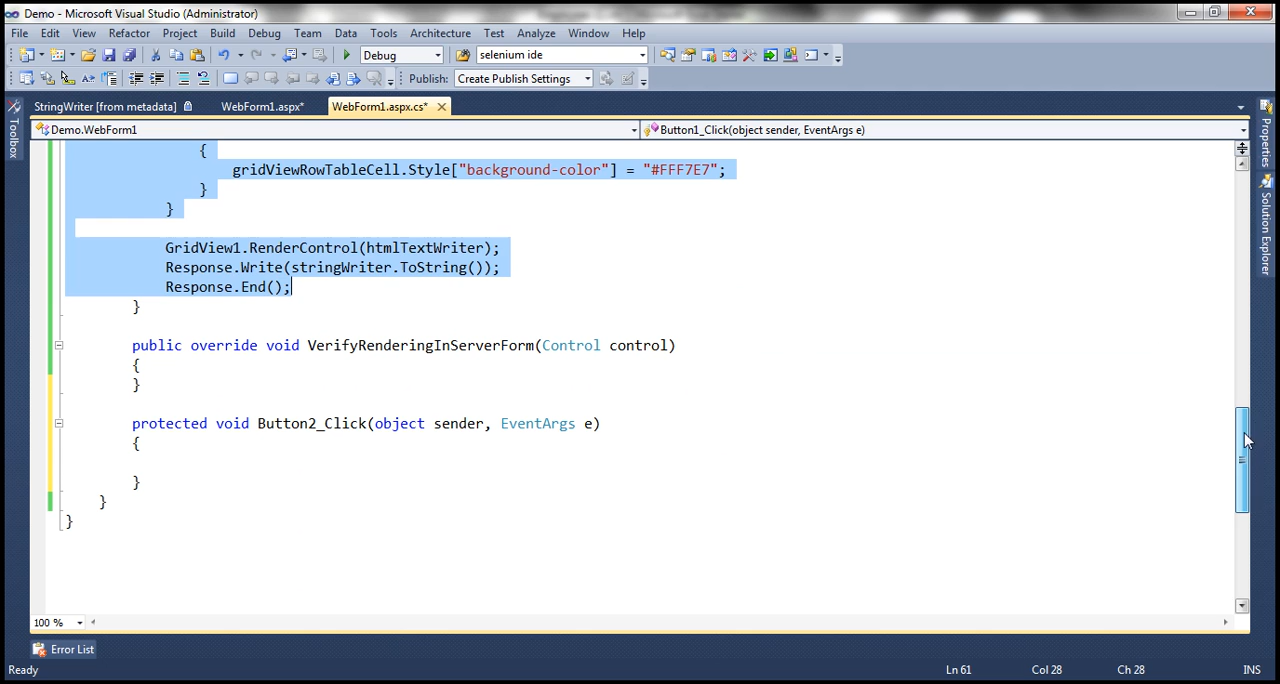 Demo - Microsoft Visual Studio (Administrator)
File Edit View Refactor Project Build Debug Team Data Tools Architecture Test Analyze Window Help
Debug selenium ide
Publish: Create Publish Settings
StringWriter [from metadata] WebForm1.aspx* WebForm1.aspx.cs*
Demo.WebForm1 Button1_Click(object sender, EventArgs e)
Toolbox
Properties
Solution Explorer
{
gridViewRowTableCell.Style["background-color"] = "#FFF7E7";
}
}
GridView1.RenderControl(htmlTextWriter);
Response.Write(stringWriter.ToString());
Response.End();
}
public override void VerifyRenderingInServerForm(Control control)
{
}
protected void Button2_Click(object sender, EventArgs e)
{
}
}
}
100 %
Error List
Ready Ln 61 Col 28 Ch 28 INS